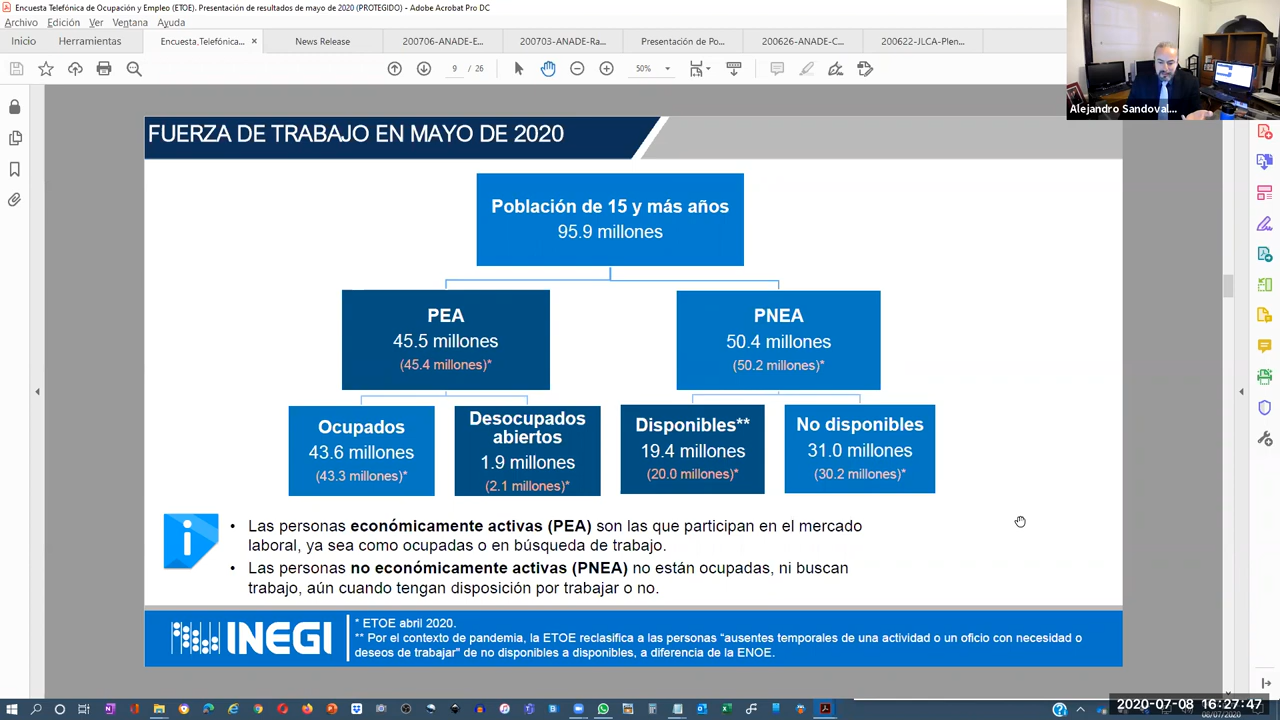 Encuesta Telefónica de Ocupación y Empleo (ETOE). Presentación de resultados de mayo de 2020 (PROTEGIDO) - Adobe Acrobat Pro DC
Archivo Edición Ver Ventana Ayuda
Inicio Herramientas Encuesta_Telefónica... × News Release 200706-ANADE-E... 200703-ANADE-Ra... Presentación de Po... 200626-ANADE-C... 200622-JLCA-Plen...
9 / 26 50%
Alejandro Sandoval...
FUERZA DE TRABAJO EN MAYO DE 2020
Población de 15 y más años
95.9 millones
PEA
45.5 millones
(45.4 millones)*
PNEA
50.4 millones
(50.2 millones)*
Ocupados
43.6 millones
(43.3 millones)*
Desocupados
abiertos
1.9 millones
(2.1 millones)*
Disponibles**
19.4 millones
(20.0 millones)*
No disponibles
31.0 millones
(30.2 millones)*
• Las personas económicamente activas (PEA) son las que participan en el mercado
laboral, ya sea como ocupadas o en búsqueda de trabajo.
• Las personas no económicamente activas (PNEA) no están ocupadas, ni buscan
trabajo, aún cuando tengan disposición por trabajar o no.
INEGI
* ETOE abril 2020.
** Por el contexto de pandemia, la ETOE reclasifica a las personas "ausentes temporales de una actividad o un oficio con necesidad o
deseos de trabajar" de no disponibles a disponibles, a diferencia de la ENOE.
2020-07-08 16:27:47
08/07/2020